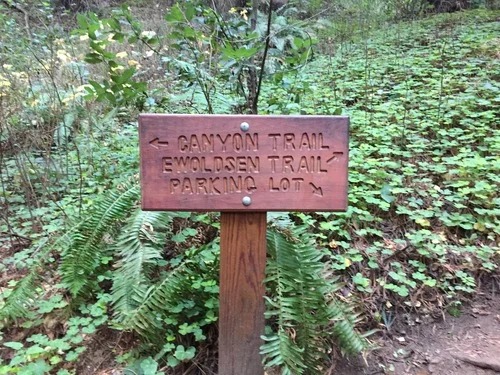 ← CANYON TRAIL
EWOLDSEN TRAIL ↗
PARKING LOT ↘